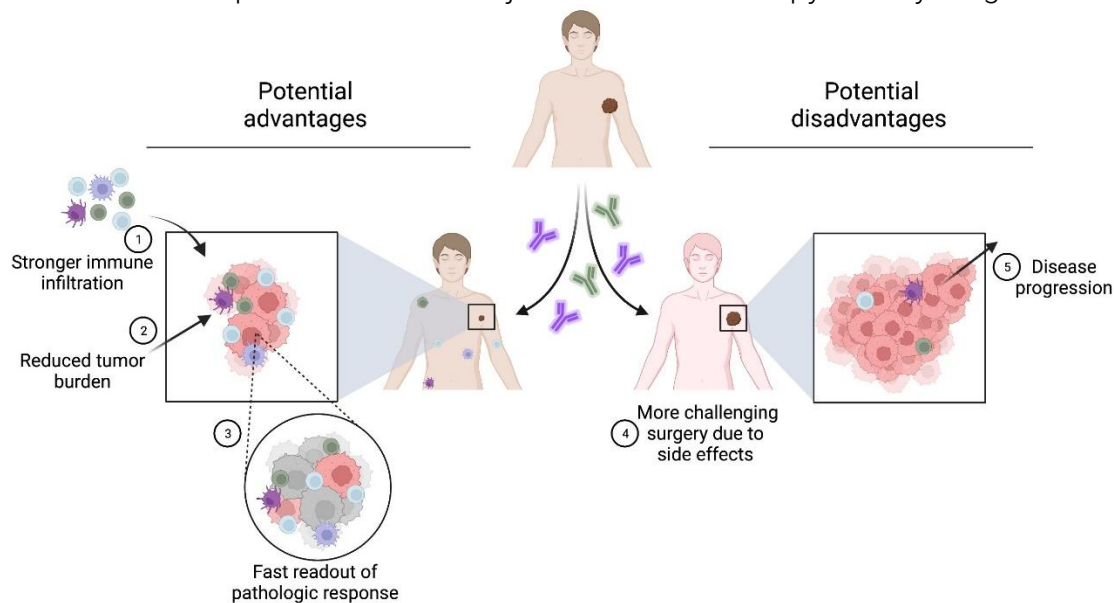 Potential
advantages
Potential
disadvantages
1
Stronger immune
infiltration
2
Reduced tumor
burden
3
Fast readout of
pathologic response
4
More challenging
surgery due to
side effects
5
Disease
progression